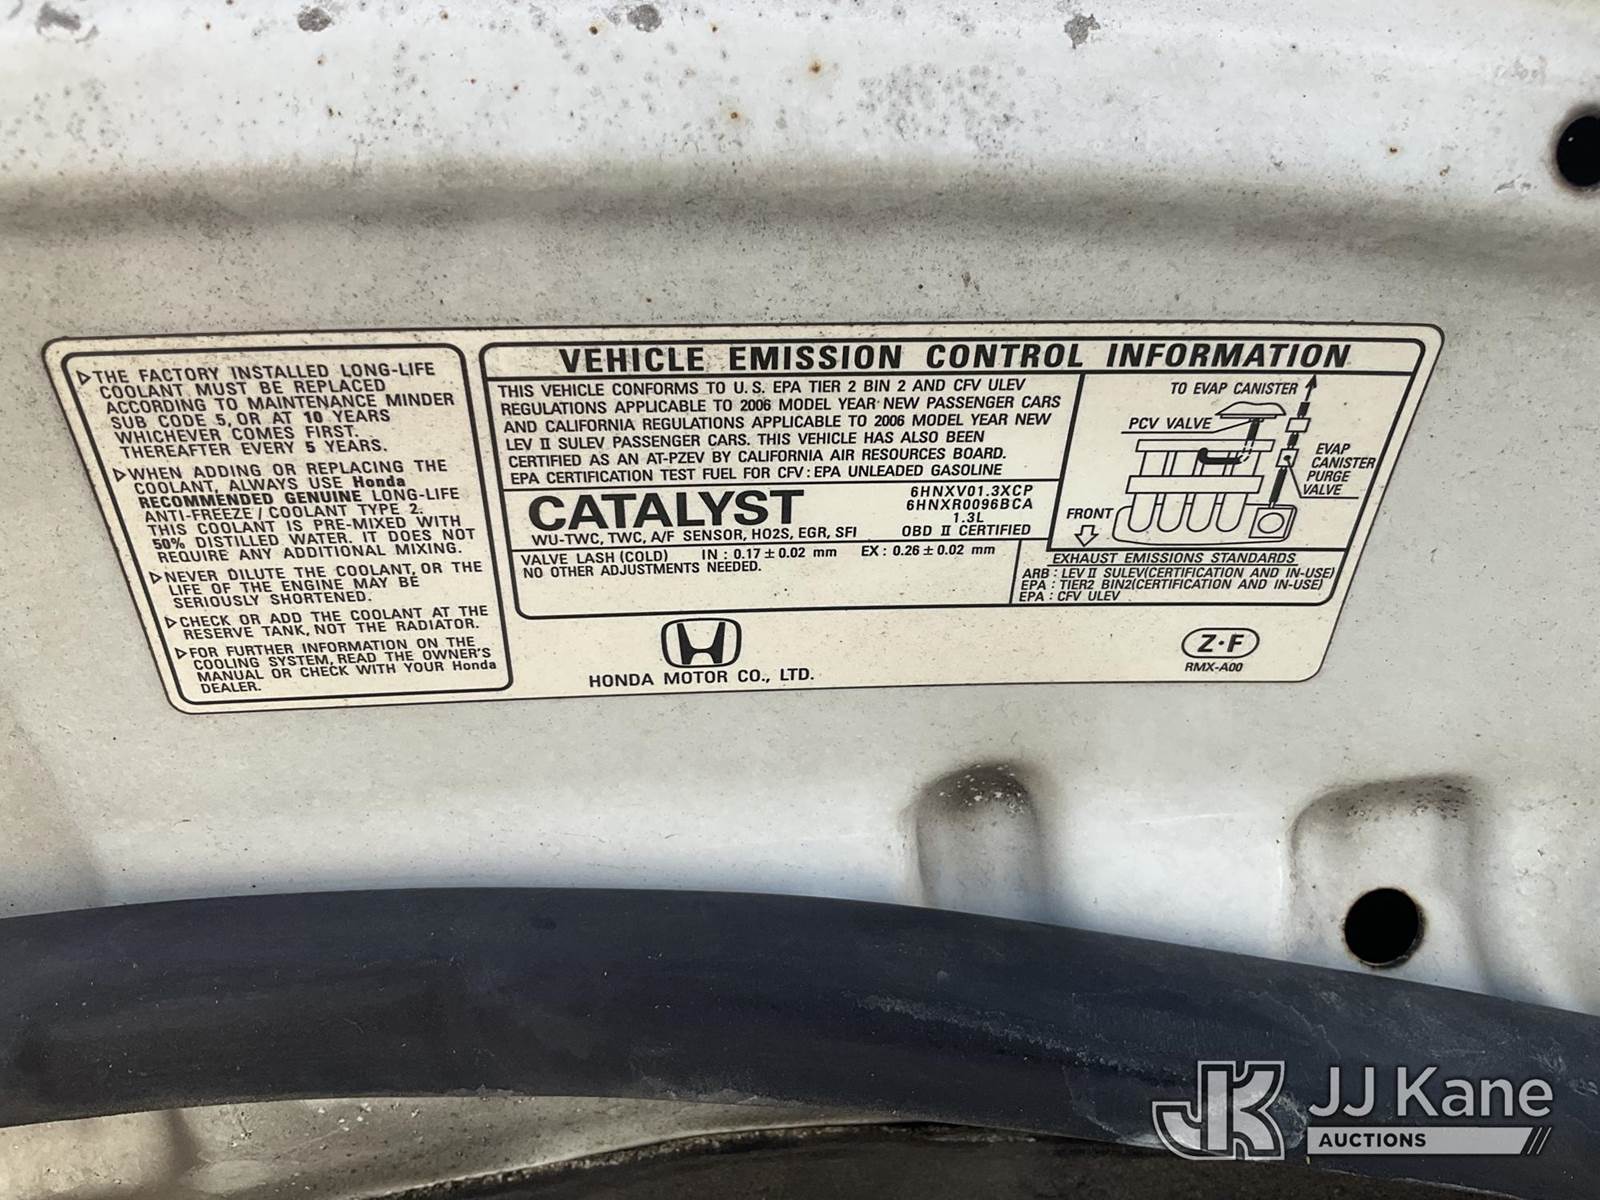 ▷THE FACTORY INSTALLED LONG-LIFE
COOLANT MUST BE REPLACED
ACCORDING TO MAINTENANCE MINDER
SUB CODE 5, OR AT 10 YEARS
WHICHEVER COMES FIRST.
THEREAFTER EVERY 5 YEARS.
▷WHEN ADDING OR REPLACING THE
COOLANT, ALWAYS USE Honda
RECOMMENDED GENUINE LONG-LIFE
ANTI-FREEZE / COOLANT TYPE 2.
THIS COOLANT IS PRE-MIXED WITH
50% DISTILLED WATER. IT DOES NOT
REQUIRE ANY ADDITIONAL MIXING.
▷NEVER DILUTE THE COOLANT, OR THE
LIFE OF THE ENGINE MAY BE
SERIOUSLY SHORTENED.
▷CHECK OR ADD THE COOLANT AT THE
RESERVE TANK, NOT THE RADIATOR.
▷FOR FURTHER INFORMATION ON THE
COOLING SYSTEM, READ THE OWNER'S
MANUAL OR CHECK WITH YOUR Honda
DEALER.
VEHICLE EMISSION CONTROL INFORMATION
THIS VEHICLE CONFORMS TO U.S. EPA TIER 2 BIN 2 AND CFV ULEV
REGULATIONS APPLICABLE TO 2006 MODEL YEAR NEW PASSENGER CARS
AND CALIFORNIA REGULATIONS APPLICABLE TO 2006 MODEL YEAR NEW
LEV II SULEV PASSENGER CARS. THIS VEHICLE HAS ALSO BEEN
CERTIFIED AS AN AT-PZEV BY CALIFORNIA AIR RESOURCES BOARD.
EPA CERTIFICATION TEST FUEL FOR CFV : EPA UNLEADED GASOLINE
CATALYST
WU-TWC, TWC, A/F SENSOR, HO2S, EGR, SFI
6HNXV01.3XCP
6HNXR0096BCA
1.3L
OBD II CERTIFIED
VALVE LASH (COLD) IN : 0.17 ± 0.02 mm EX : 0.26 ± 0.02 mm
NO OTHER ADJUSTMENTS NEEDED.
TO EVAP CANISTER
PCV VALVE
EVAP
CANISTER
PURGE
VALVE
FRONT
EXHAUST EMISSIONS STANDARDS
ARB : LEV II SULEV(CERTIFICATION AND IN-USE)
EPA : TIER2 BIN2(CERTIFICATION AND IN-USE)
EPA : CFV ULEV
HONDA MOTOR CO., LTD.
Z·F
RMX-A00
JK JJ Kane
AUCTIONS